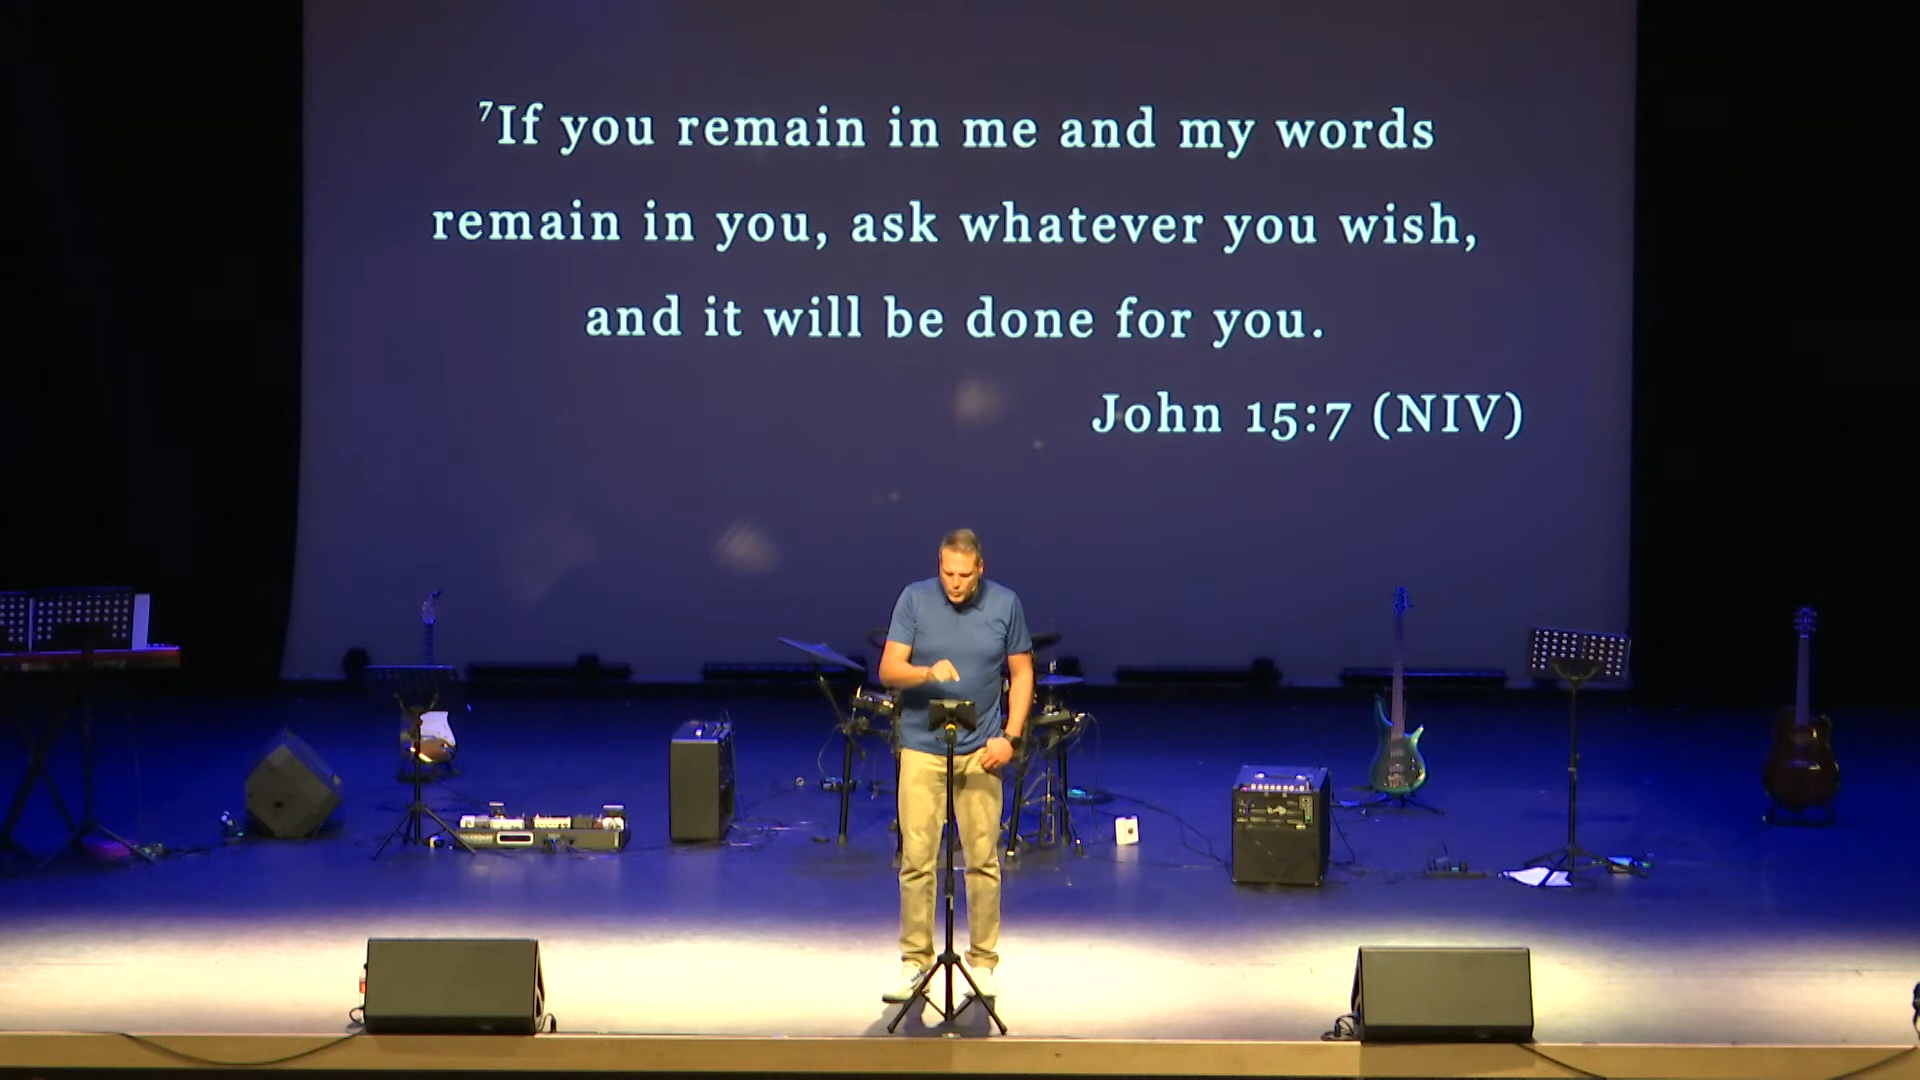 ⁷If you remain in me and my words
remain in you, ask whatever you wish,
and it will be done for you.
John 15:7 (NIV)